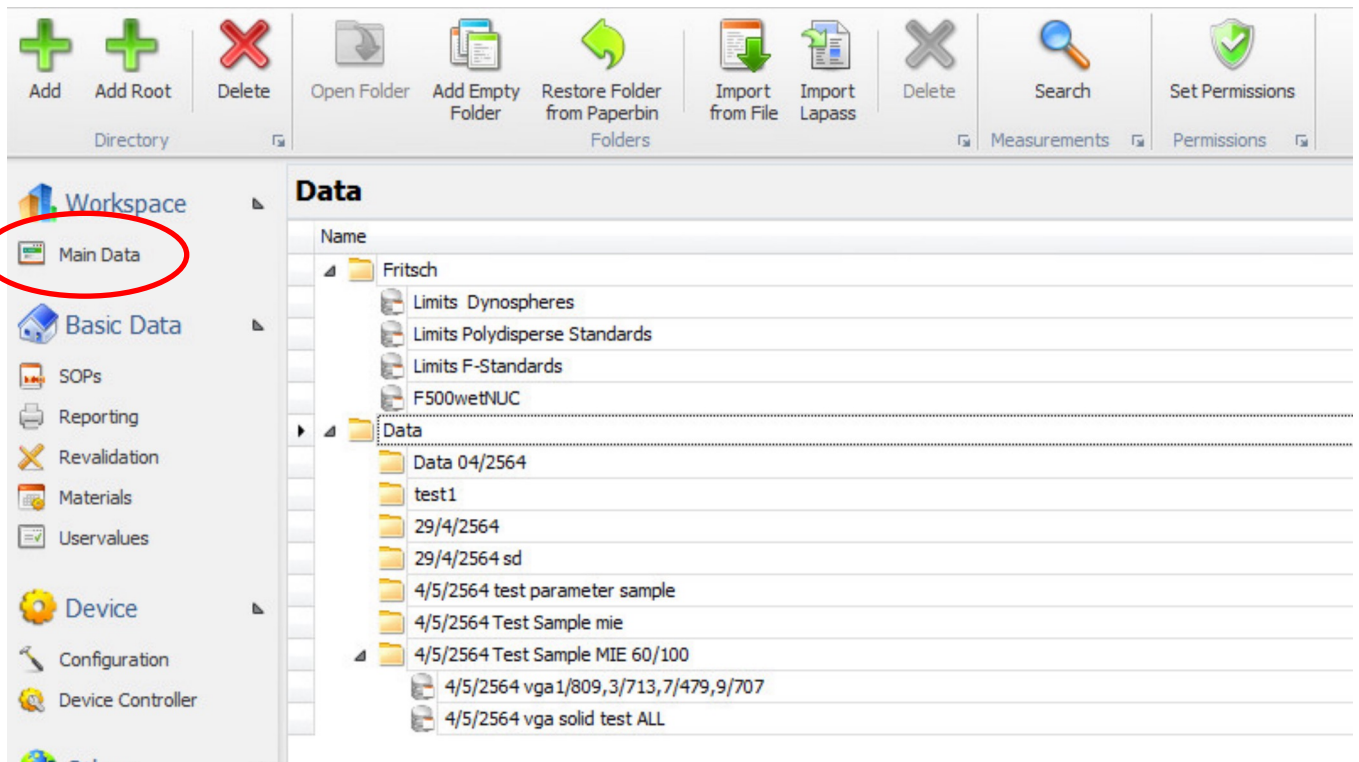 Add
Add Root
Delete
Open Folder
Add Empty
Folder
Restore Folder
from Paperbin
Import
from File
Import
Lapass
Delete
Search
Set Permissions
Directory
Folders
Measurements
Permissions
Workspace
Main Data
Basic Data
SOPs
Reporting
Revalidation
Materials
Uservalues
Device
Configuration
Device Controller
Data
Name
Fritsch
Limits Dynospheres
Limits Polydisperse Standards
Limits F-Standards
F500wetNUC
Data
Data 04/2564
test1
29/4/2564
29/4/2564 sd
4/5/2564 test parameter sample
4/5/2564 Test Sample mie
4/5/2564 Test Sample MIE 60/100
4/5/2564 vga1/809,3/713,7/479,9/707
4/5/2564 vga solid test ALL